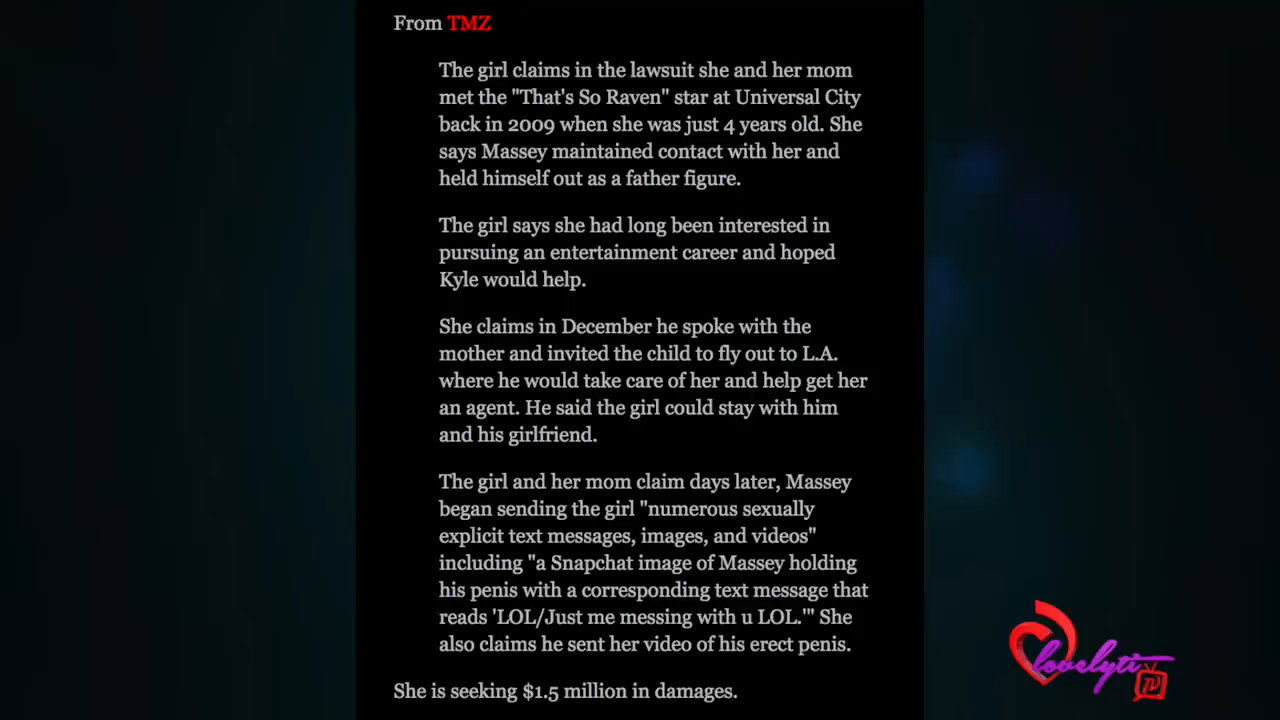 From TMZ
The girl claims in the lawsuit she and her mom
met the "That's So Raven" star at Universal City
back in 2009 when she was just 4 years old. She
says Massey maintained contact with her and
held himself out as a father figure.
The girl says she had long been interested in
pursuing an entertainment career and hoped
Kyle would help.
She claims in December he spoke with the
mother and invited the child to fly out to L.A.
where he would take care of her and help get her
an agent. He said the girl could stay with him
and his girlfriend.
The girl and her mom claim days later, Massey
began sending the girl "numerous sexually
explicit text messages, images, and videos"
including "a Snapchat image of Massey holding
his penis with a corresponding text message that
reads 'LOL/Just me messing with u LOL.'" She
also claims he sent her video of his erect penis.
She is seeking $1.5 million in damages.
lovelyti
TV